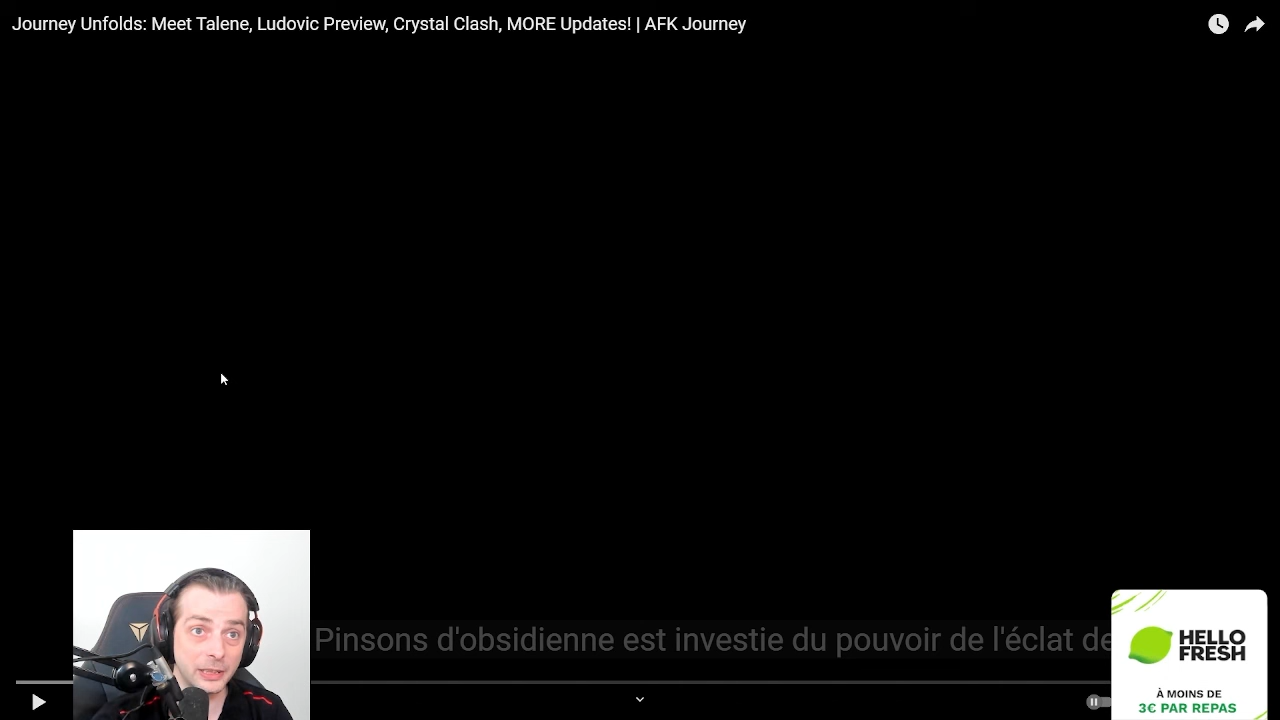 Journey Unfolds: Meet Talene, Ludovic Preview, Crystal Clash, MORE Updates! | AFK Journey
Pinsons d'obsidienne est investie du pouvoir de l'éclat de
HELLO
FRESH
À MOINS DE
3€ PAR REPAS